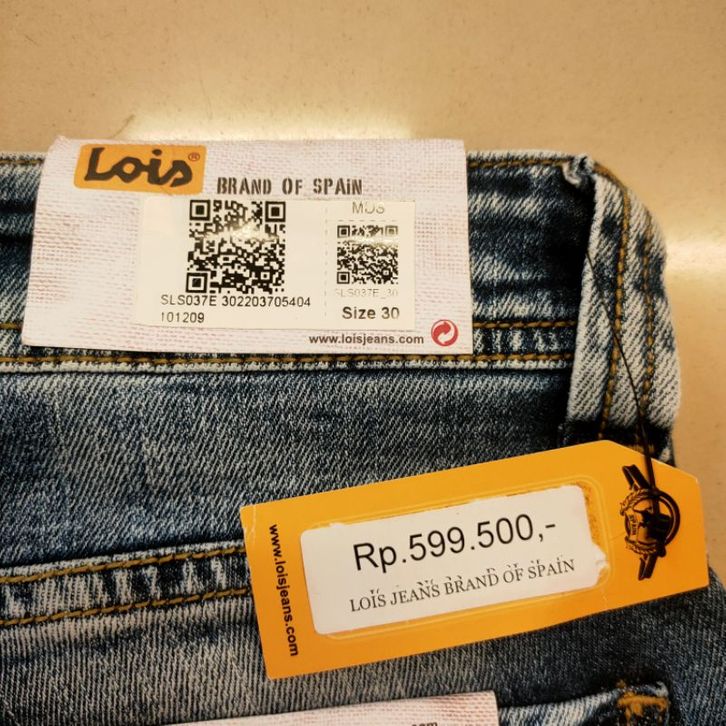 Lois®
BRAND OF SPAIN
MDS
SLS037E_30
SLS037E 302203705404
101209
Size 30
www.loisjeans.com
Rp.599.500,-
LOIS JEANS BRAND OF SPAIN
www.loisjeans.com